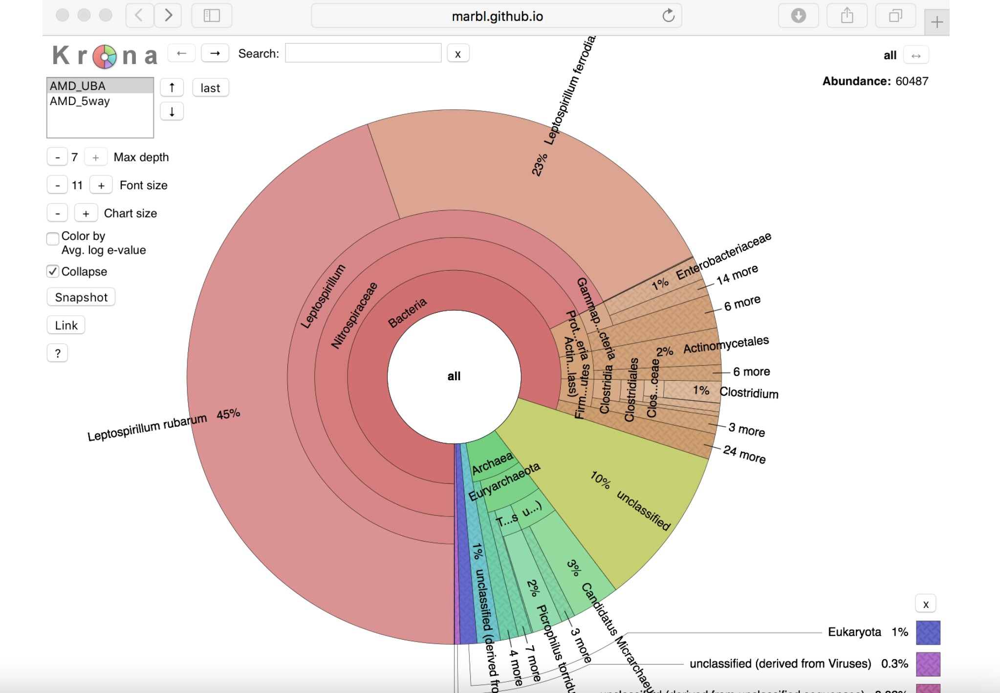 marbl.github.io
Krona
←
→
Search:
x
all
↔
Abundance: 60487
AMD_UBA
AMD_5way
↑
↓
last
- 7 + Max depth
- 11 + Font size
- + Chart size
Color by
Avg. log e-value
Collapse
Snapshot
Link
?
23% Leptospirillum ferrodia
Leptospirillum
Nitrospiraceae
Bacteria
all
Leptospirillum rubarum 45%
Gammap...cteria
Prot...eria
Actin...lass)
Firm...utes
Clostridia
Clostridiales
Clos...ceae
1% Enterobacteriaceae
14 more
6 more
2% Actinomycetales
6 more
1% Clostridium
3 more
24 more
10% unclassified
Archaea
Euryarchaeota
T...s
u...)
3% Candidatus Micrarchaeu
3 more
2% Picrophilus torridu
7 more
4 more
1% unclassified (derived fro
x
Eukaryota 1%
unclassified (derived from Viruses) 0.3%